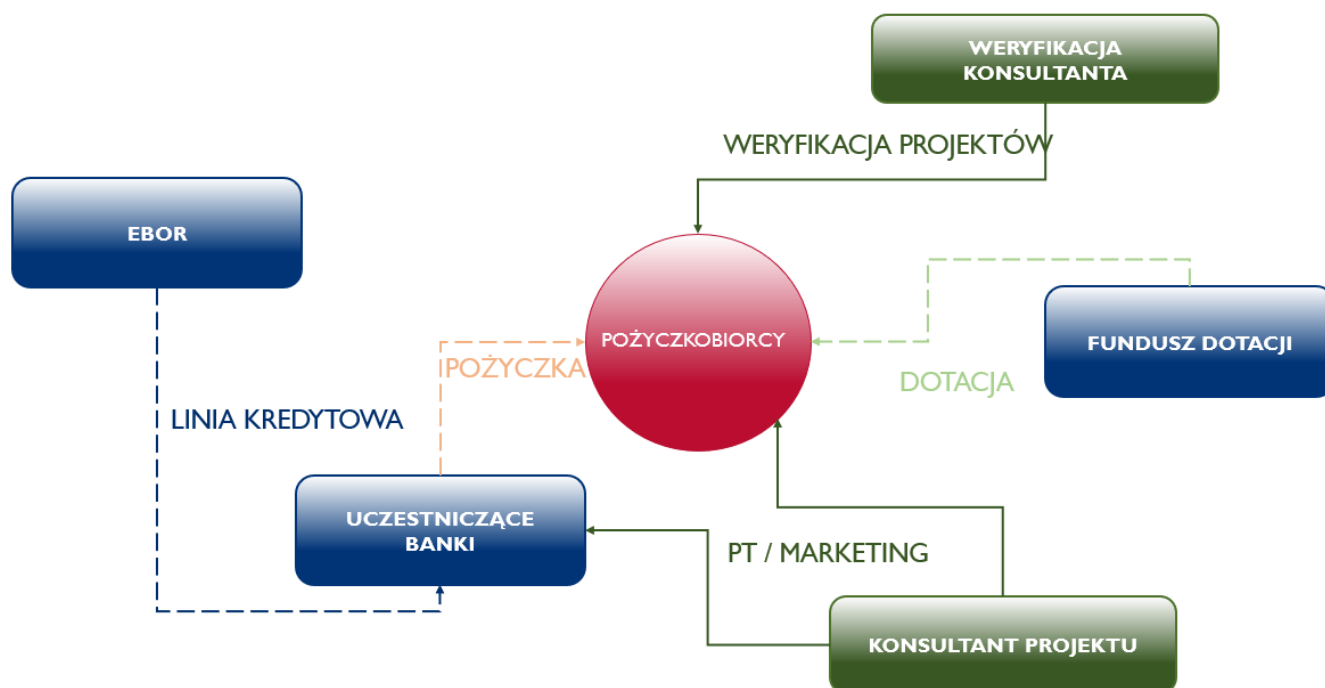 WERYFIKACJA
KONSULTANTA
WERYFIKACJA PROJEKTÓW
EBOR
POŻYCZKOBIORCY
FUNDUSZ DOTACJI
POŻYCZKA
DOTACJA
LINIA KREDYTOWA
UCZESTNICZĄCE
BANKI
PT / MARKETING
KONSULTANT PROJEKTU